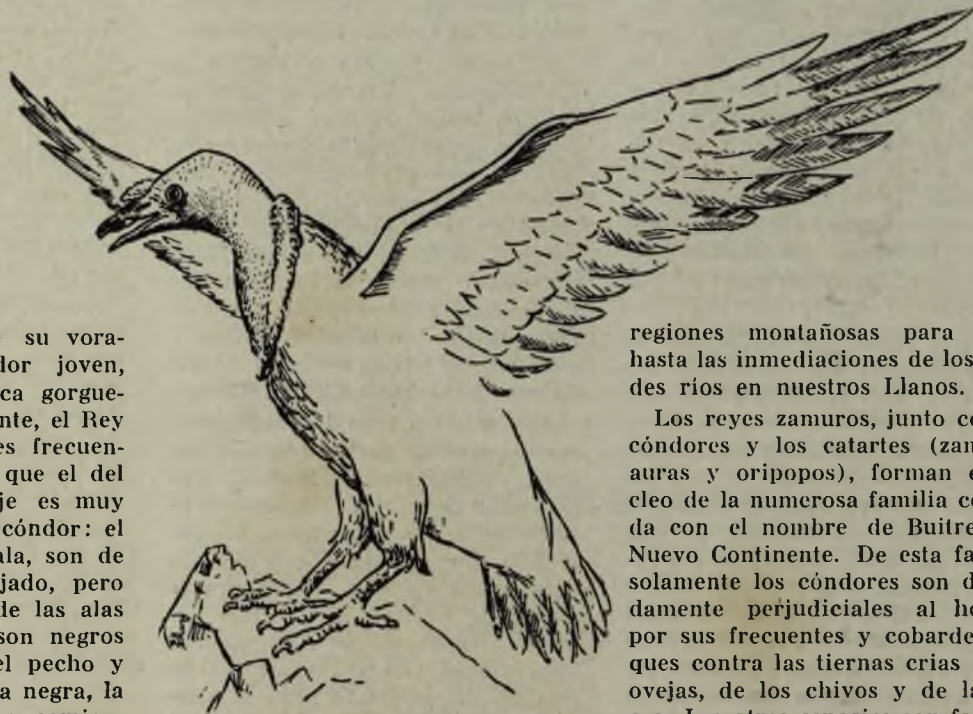 su vora-
dor joven,
ca gorgue-
nte, el Rey
es frecuen-
que el del
je es muy
cóndor: el
ala, son de
jado, pero
de las alas
son negros
el pecho y
a negra, la
regiones montañosas para
hasta las inmediaciones de los
des ríos en nuestros Llanos.
Los reyes zamuros, junto co
cóndores y los catartes (zam
auras y oripopos), forman e
cleo de la numerosa familia co
da con el nombre de Buitre
Nuevo Continente. De esta fa
solamente los cóndores son d
damente perjudiciales al ho
por sus frecuentes y cobarde
ques contra las tiernas crias
ovejas, de los chivos y de la